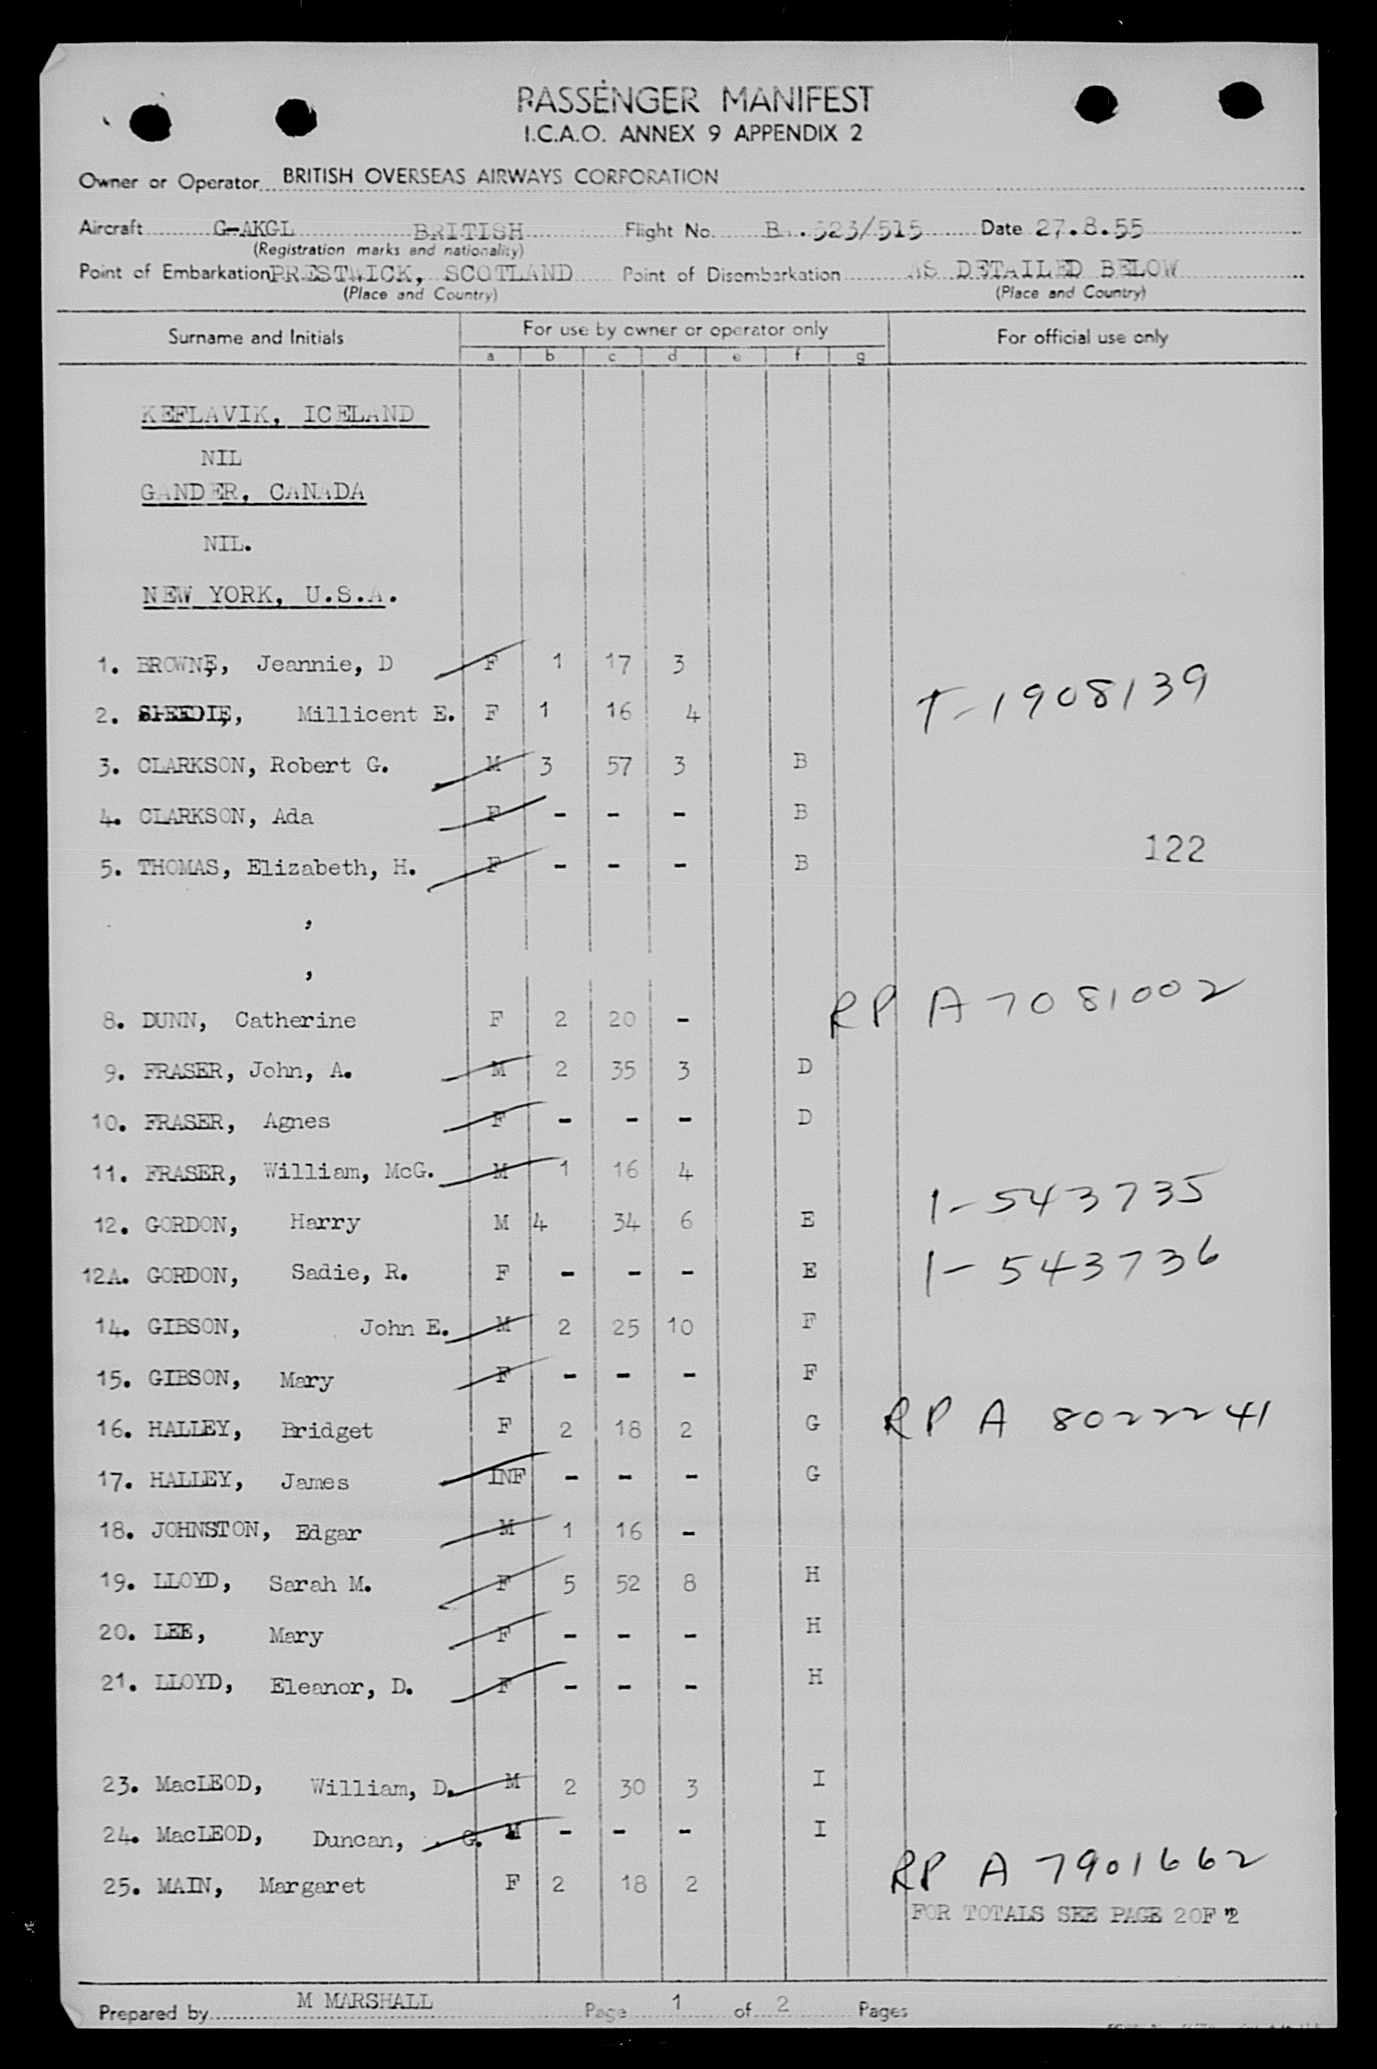 PASSENGER MANIFEST
I.C.A.O. ANNEX 9 APPENDIX 2
Owner or Operator BRITISH OVERSEAS AIRWAYS CORPORATION
Aircraft G-AKGL BRITISH Flight No. B 523/515 Date 27.8.55
(Registration marks and nationality)
Point of Embarkation PRESTWICK, SCOTLAND Point of Disembarkation AS DETAILED BELOW
(Place and Country) (Place and Country)
Surname and Initials For use by owner or operator only For official use only
a b c d e f g
KEFLAVIK, ICELAND
NIL
GANDER, CANADA
NIL.
NEW YORK, U.S.A.
1. BROWNE, Jeannie, D F 1 17 3
2. Millicent E. F 1 16 4 T-1908139
3. CLARKSON, Robert G. M 3 57 3 B
4. CLARKSON, Ada F - - - B
5. THOMAS, Elizabeth, H. F - - - B 122
,
,
8. DUNN, Catherine F 2 20 - RP A7081002
9. FRASER, John, A. M 2 35 3 D
10. FRASER, Agnes F - - - D
11. FRASER, William, McG. M 1 16 4
12. GORDON, Harry M 4 34 6 E 1-543735
12A. GORDON, Sadie, R. F - - - E 1-543736
14. GIBSON, John E. M 2 25 10 F
15. GIBSON, Mary F - - - F
16. HALLEY, Bridget F 2 18 2 G RP A 8022241
17. HALLEY, James INF - - - G
18. JOHNSTON, Edgar M 1 16 -
19. LLOYD, Sarah M. F 5 52 8 H
20. LEE, Mary F - - - H
21. LLOYD, Eleanor, D. F - - - H
23. MacLEOD, William, D. M 2 30 3 I
24. MacLEOD, Duncan, G. M - - - I
25. MAIN, Margaret F 2 18 2 RP A 7901662
FOR TOTALS SEE PAGE 2OF 2
Prepared by M MARSHALL Page 1 of 2 Pages